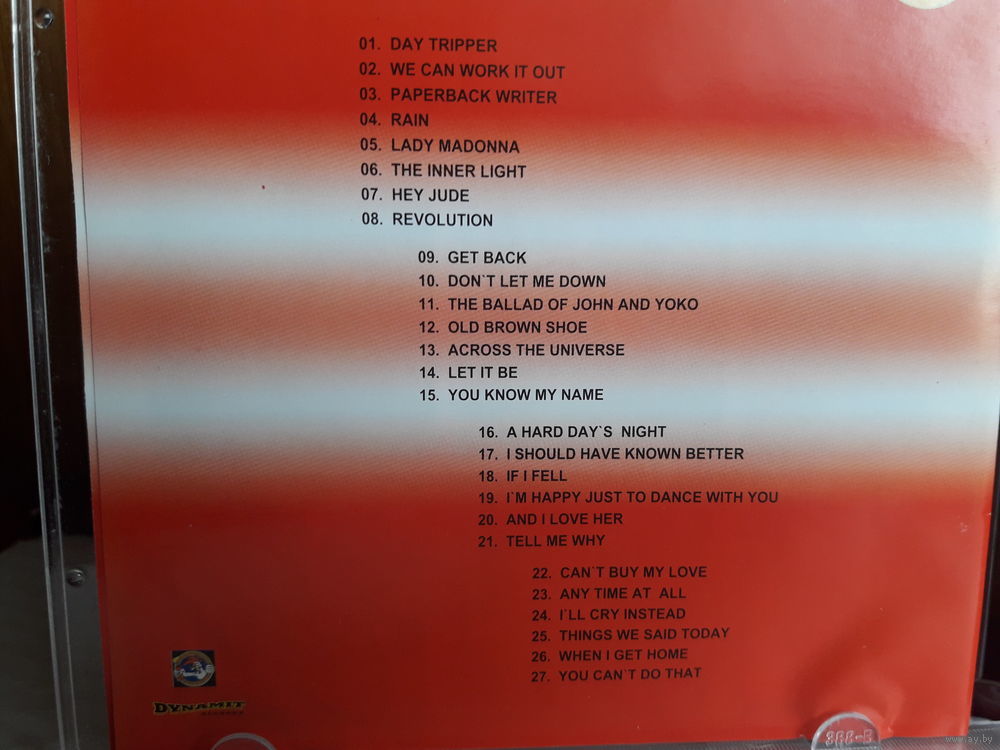 01. DAY TRIPPER
02. WE CAN WORK IT OUT
03. PAPERBACK WRITER
04. RAIN
05. LADY MADONNA
06. THE INNER LIGHT
07. HEY JUDE
08. REVOLUTION
09. GET BACK
10. DON`T LET ME DOWN
11. THE BALLAD OF JOHN AND YOKO
12. OLD BROWN SHOE
13. ACROSS THE UNIVERSE
14. LET IT BE
15. YOU KNOW MY NAME
16. A HARD DAY`S NIGHT
17. I SHOULD HAVE KNOWN BETTER
18. IF I FELL
19. I`M HAPPY JUST TO DANCE WITH YOU
20. AND I LOVE HER
21. TELL ME WHY
22. CAN`T BUY MY LOVE
23. ANY TIME AT ALL
24. I`LL CRY INSTEAD
25. THINGS WE SAID TODAY
26. WHEN I GET HOME
27. YOU CAN`T DO THAT
DYNAMIT
www.ay.by